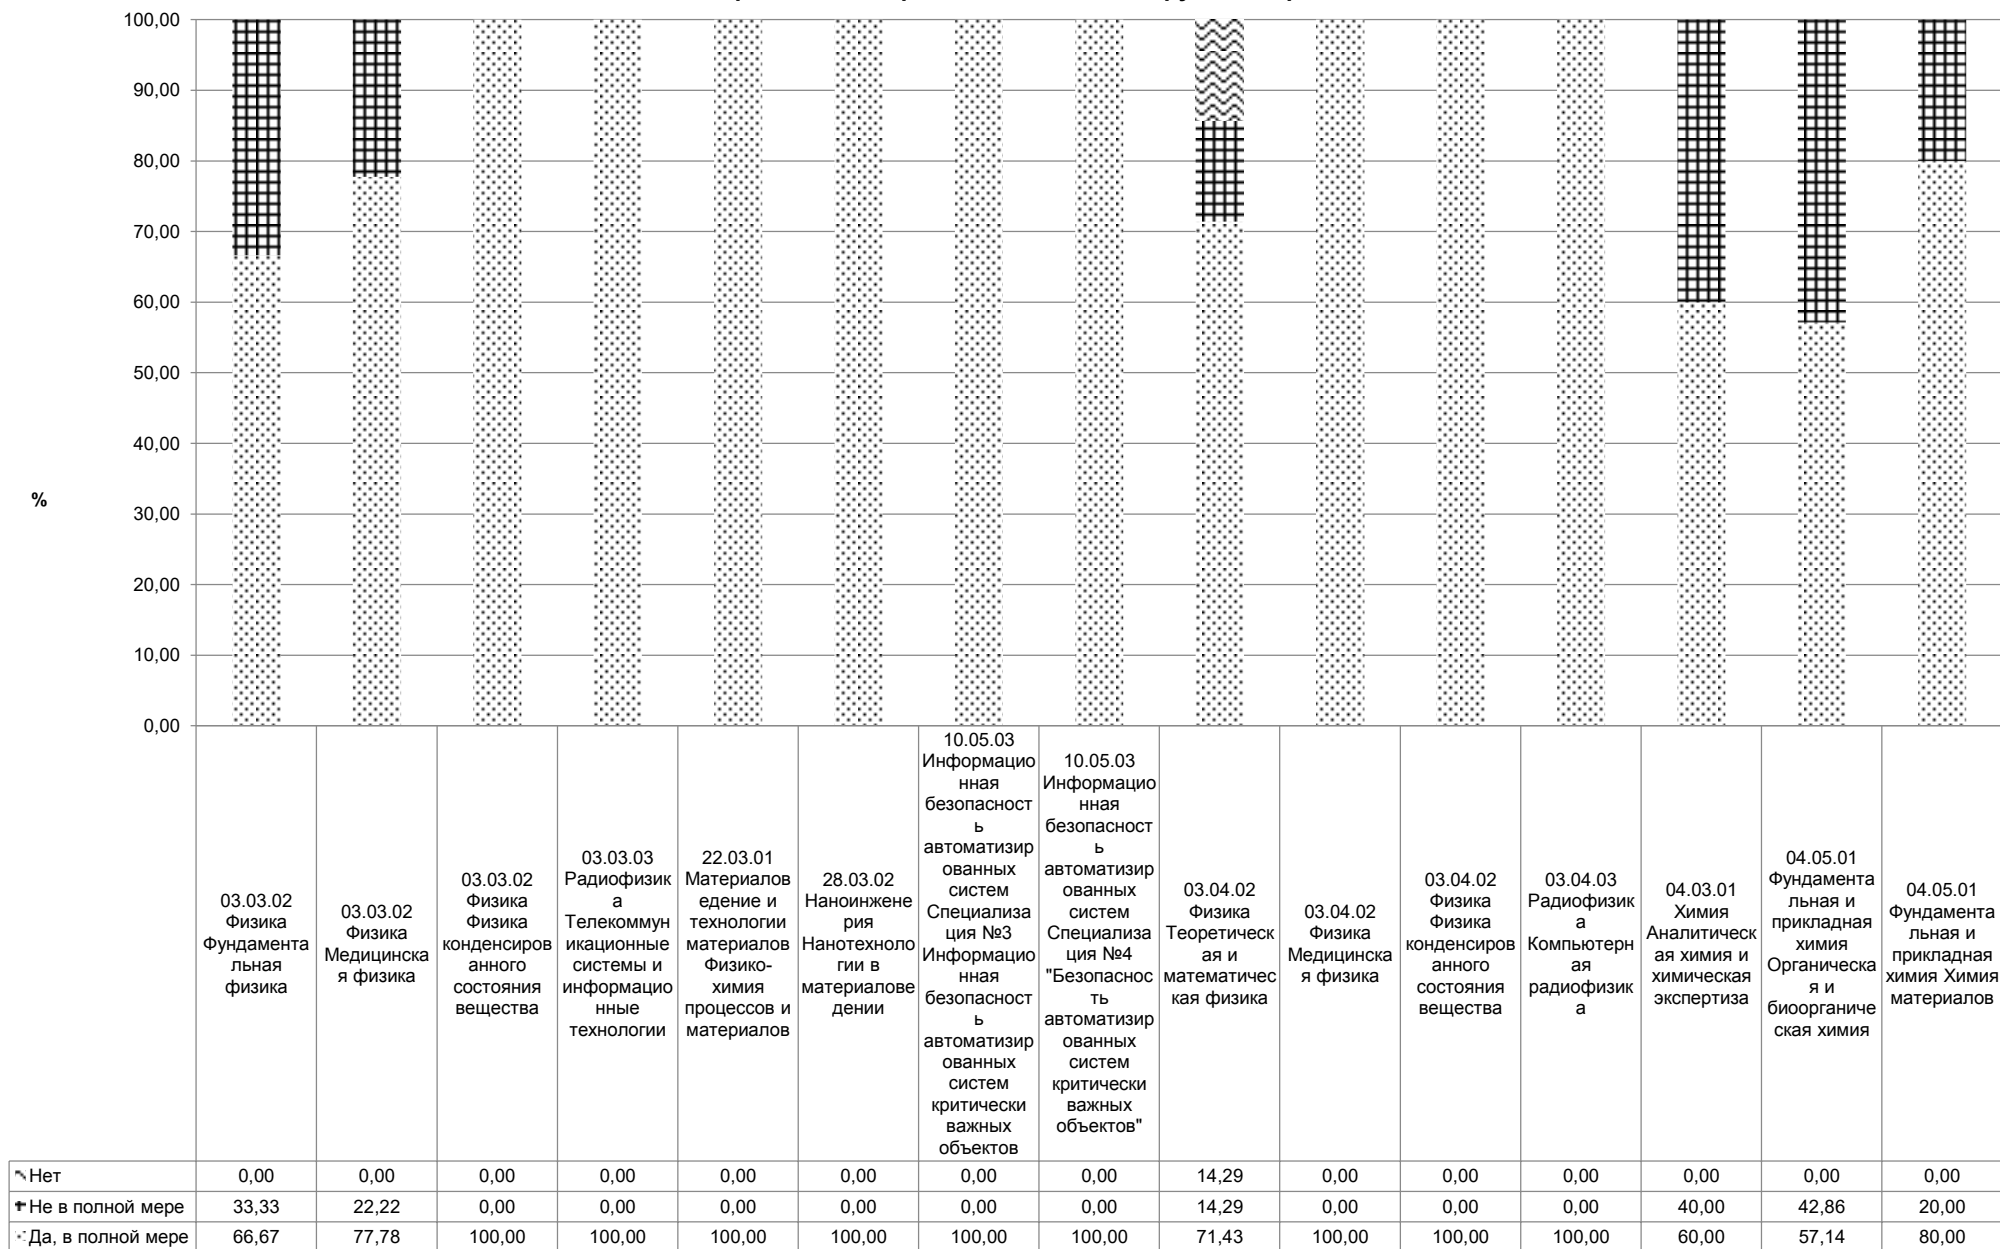 100,00
90,00
80,00
70,00
60,00
50,00
40,00
30,00
20,00
10,00
0,00
%
03.03.02
Физика
Фундамента
льная
физика
03.03.02
Физика
Медицинска
я физика
03.03.02
Физика
Физика
конденсиров
анного
состояния
вещества
03.03.03
Радиофизик
а
Телекоммун
икационные
системы и
информацио
нные
технологии
22.03.01
Материалов
едение и
технологии
материалов
Физико-
химия
процессов и
материалов
28.03.02
Наноинжене
рия
Нанотехноло
гии в
материалове
дении
10.05.03
Информацио
нная
безопасност
ь
автоматизир
ованных
систем
Специализа
ция №3
Информацио
нная
безопасност
ь
автоматизир
ованных
систем
критически
важных
объектов
10.05.03
Информацио
нная
безопасност
ь
автоматизир
ованных
систем
Специализа
ция №4
"Безопаснос
ть
автоматизир
ованных
систем
критически
важных
объектов"
03.04.02
Физика
Теоретическ
ая и
математичес
кая физика
03.04.02
Физика
Медицинска
я физика
03.04.02
Физика
Физика
конденсиров
анного
состояния
вещества
03.04.03
Радиофизик
а
Компьютерн
ая
радиофизик
а
04.03.01
Химия
Аналитическ
ая химия и
химическая
экспертиза
04.05.01
Фундамента
льная и
прикладная
химия
Органическа
я и
биоорганиче
ская химия
04.05.01
Фундамента
льная и
прикладная
химия Химия
материалов
Нет 0,00 0,00 0,00 0,00 0,00 0,00 0,00 0,00 14,29 0,00 0,00 0,00 0,00 0,00 0,00
Не в полной мере 33,33 22,22 0,00 0,00 0,00 0,00 0,00 0,00 14,29 0,00 0,00 0,00 40,00 42,86 20,00
Да, в полной мере 66,67 77,78 100,00 100,00 100,00 100,00 100,00 100,00 71,43 100,00 100,00 100,00 60,00 57,14 80,00